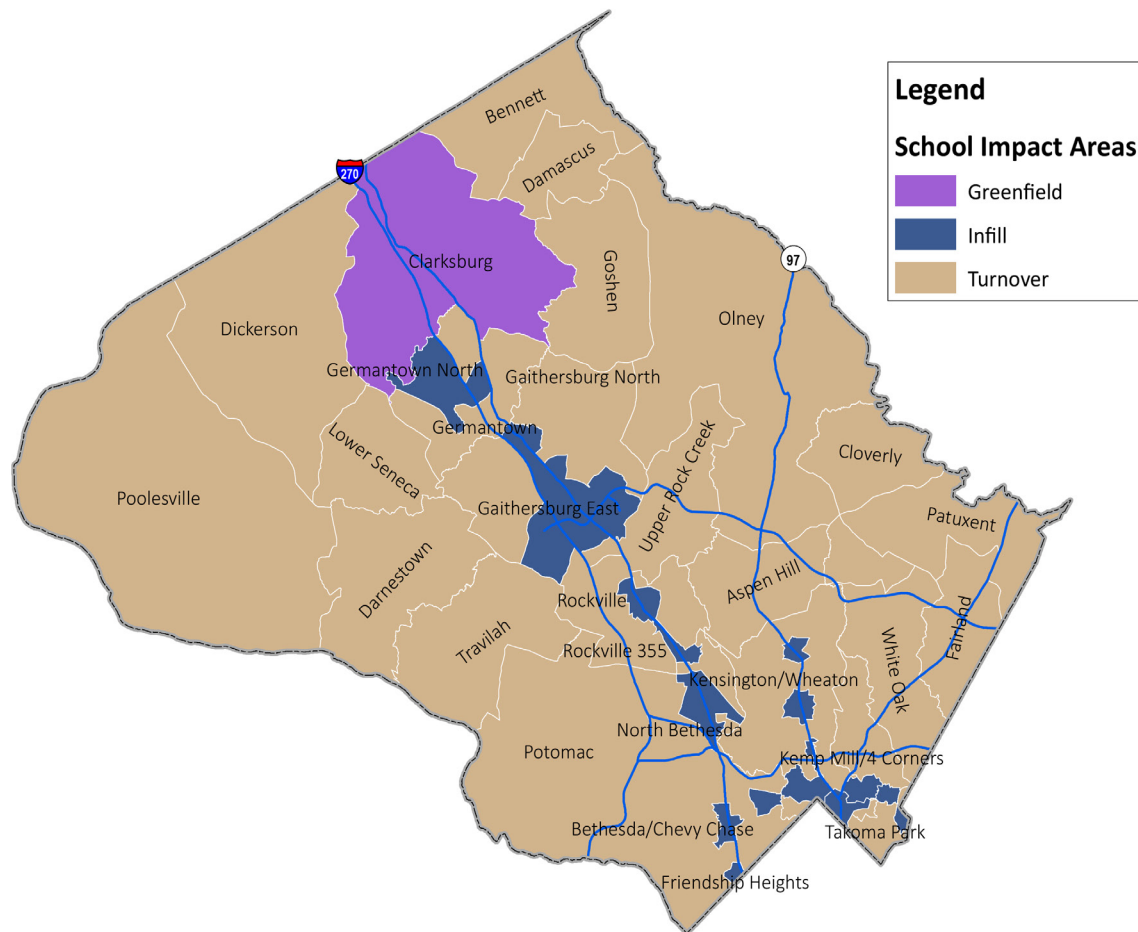 Legend
School Impact Areas
Greenfield
Infill
Turnover
Bennett
Damascus
270
Clarksburg
Goshen
97
Olney
Dickerson
Germantown North
Gaithersburg North
Germantown
Lower Seneca
Cloverly
Poolesville
Gaithersburg East
Upper Rock Creek
Patuxent
Darnestown
Aspen Hill
Rockville
Travilah
Rockville 355
Fairland
White Oak
Kensington/Wheaton
North Bethesda
Potomac
Kemp Mill/4 Corners
Bethesda/Chevy Chase
Takoma Park
Friendship Heights